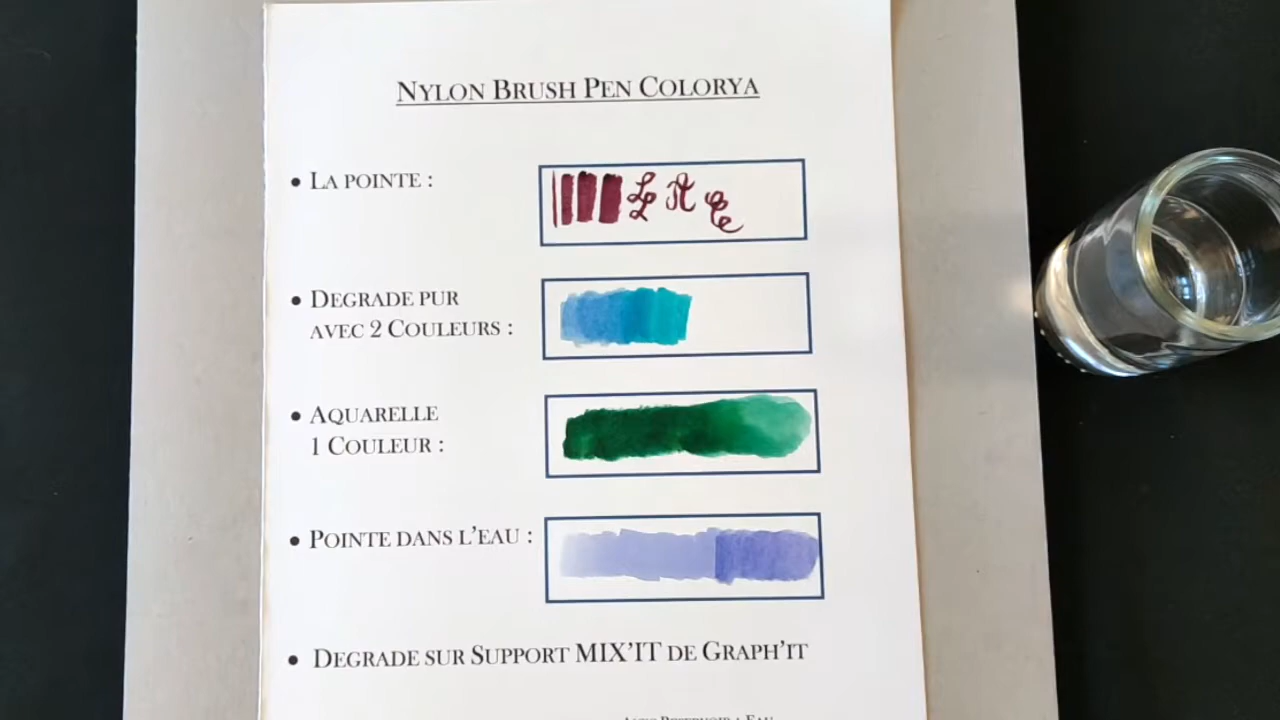 NYLON BRUSH PEN COLORYA
• LA POINTE :
• DEGRADE PUR
AVEC 2 COULEURS :
• AQUARELLE
1 COULEUR :
• POINTE DANS L'EAU :
• DEGRADE SUR SUPPORT MIX'IT DE GRAPH'IT